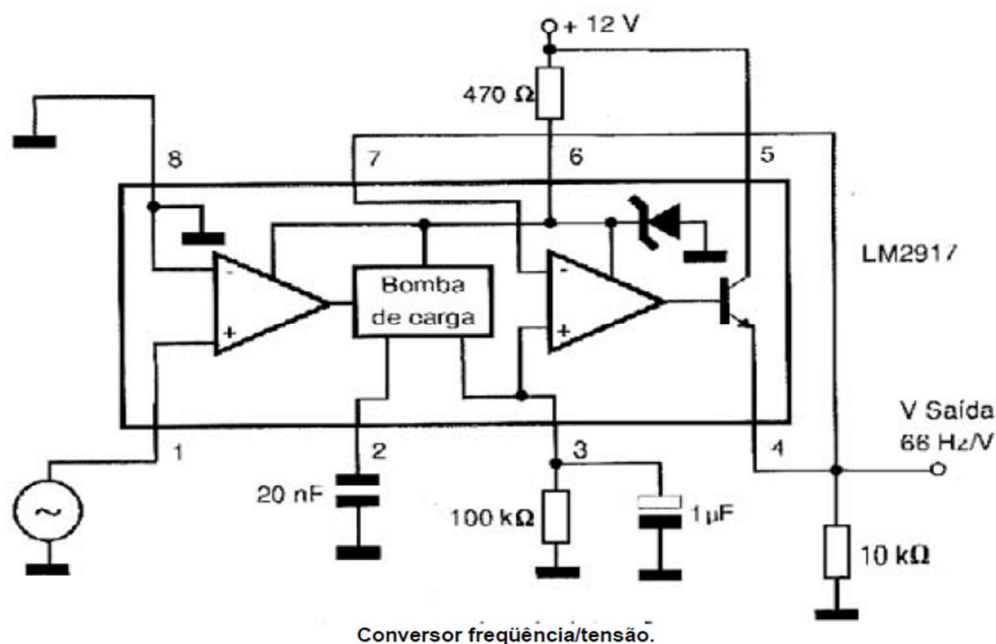 + 12 V
470 Ω
8
7
6
5
LM2917
-
+
Bomba
de carga
-
+
V Saída
66 Hz/V
1
2
3
4
~
20 nF
100 kΩ
1µF
10 kΩ
Conversor freqüência/tensão.